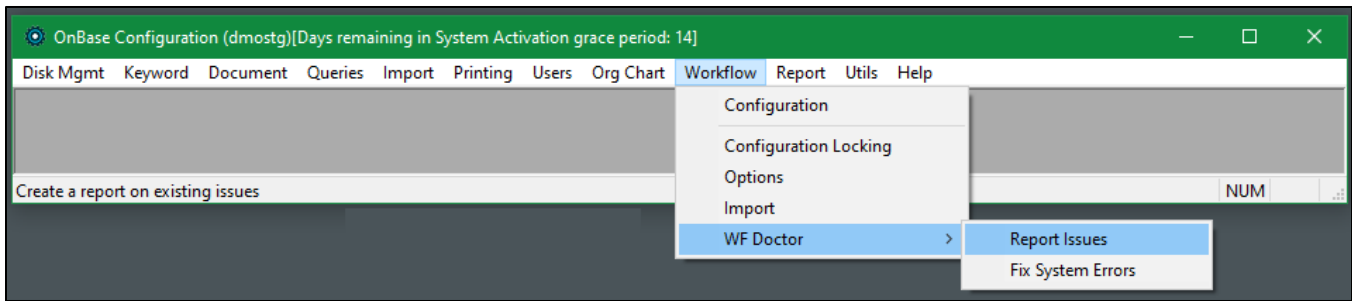 OnBase Configuration (dmostg)[Days remaining in System Activation grace period: 14]
Disk Mgmt Keyword Document Queries Import Printing Users Org Chart Workflow Report Utils Help
Configuration
Configuration Locking
Options
Import
WF Doctor
Report Issues
Fix System Errors
Create a report on existing issues
NUM